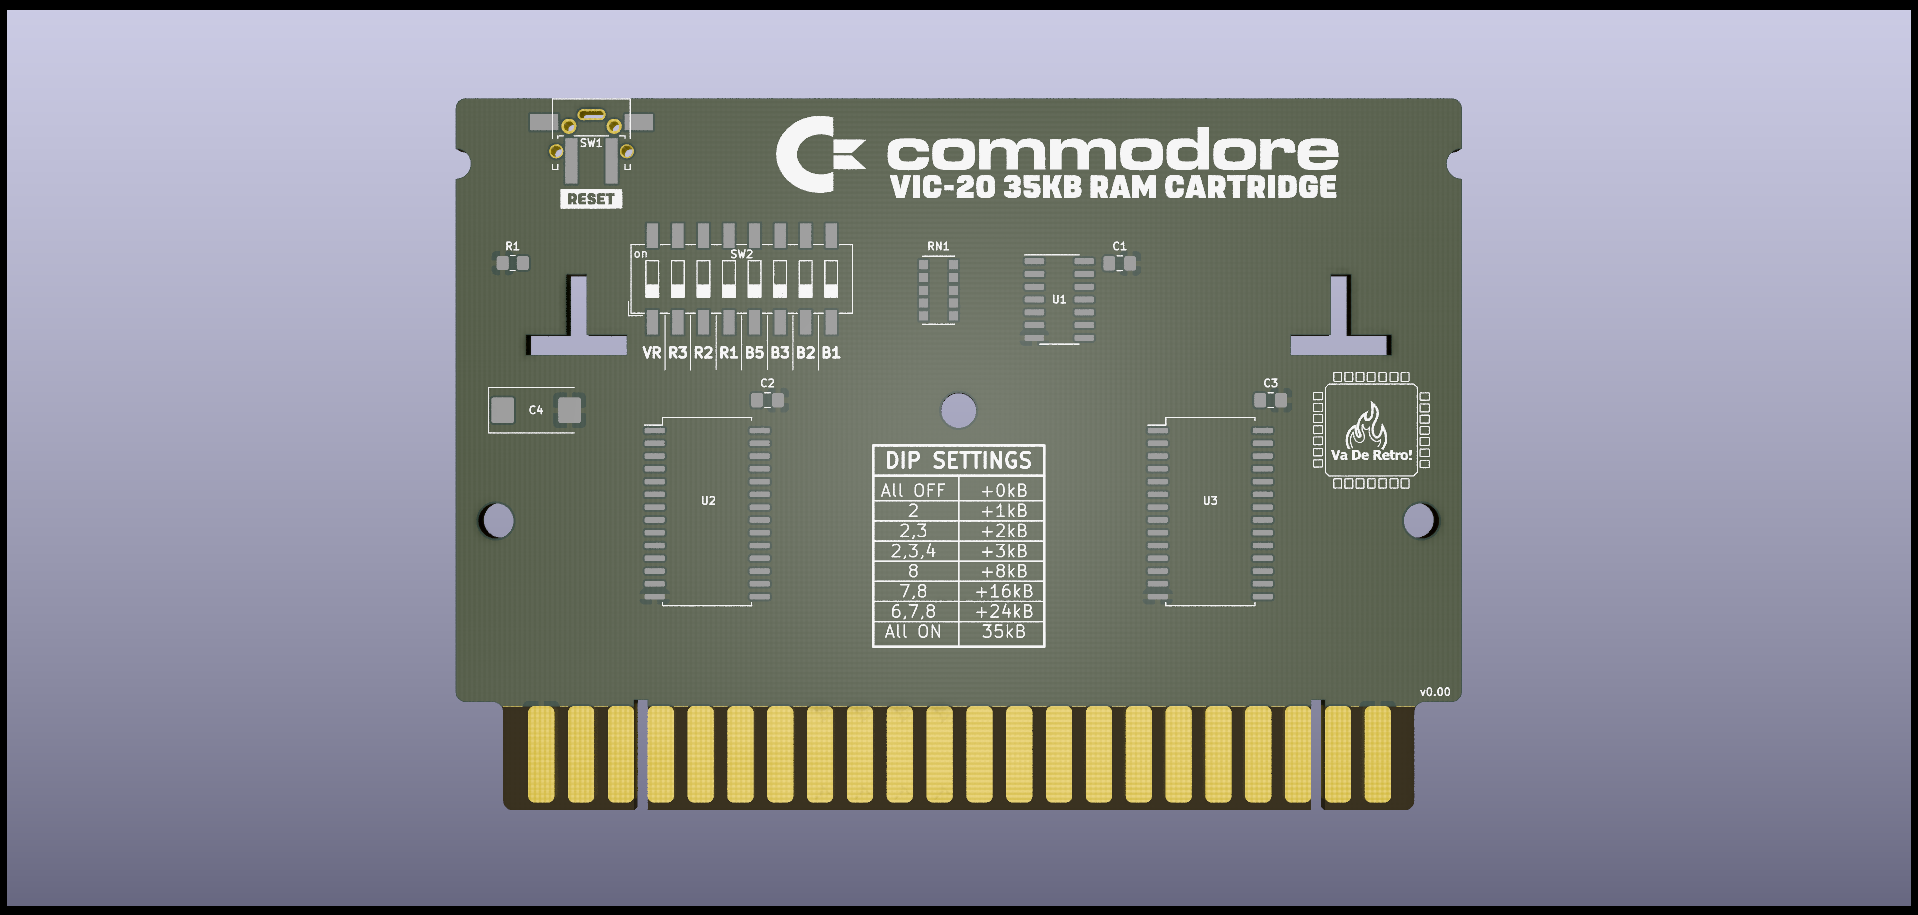 commodore
VIC-20 35KB RAM CARTRIDGE
SW1
RESET
R1
on
SW2
RN1
C1
U1
VR R3 R2 R1 B5 B3 B2 B1
C4
C2
C3
U2
U3
Va De Retro!
DIP SETTINGS
All OFF +0kB
2 +1kB
2,3 +2kB
2,3,4 +3kB
8 +8kB
7,8 +16kB
6,7,8 +24kB
All ON 35kB
v0.00